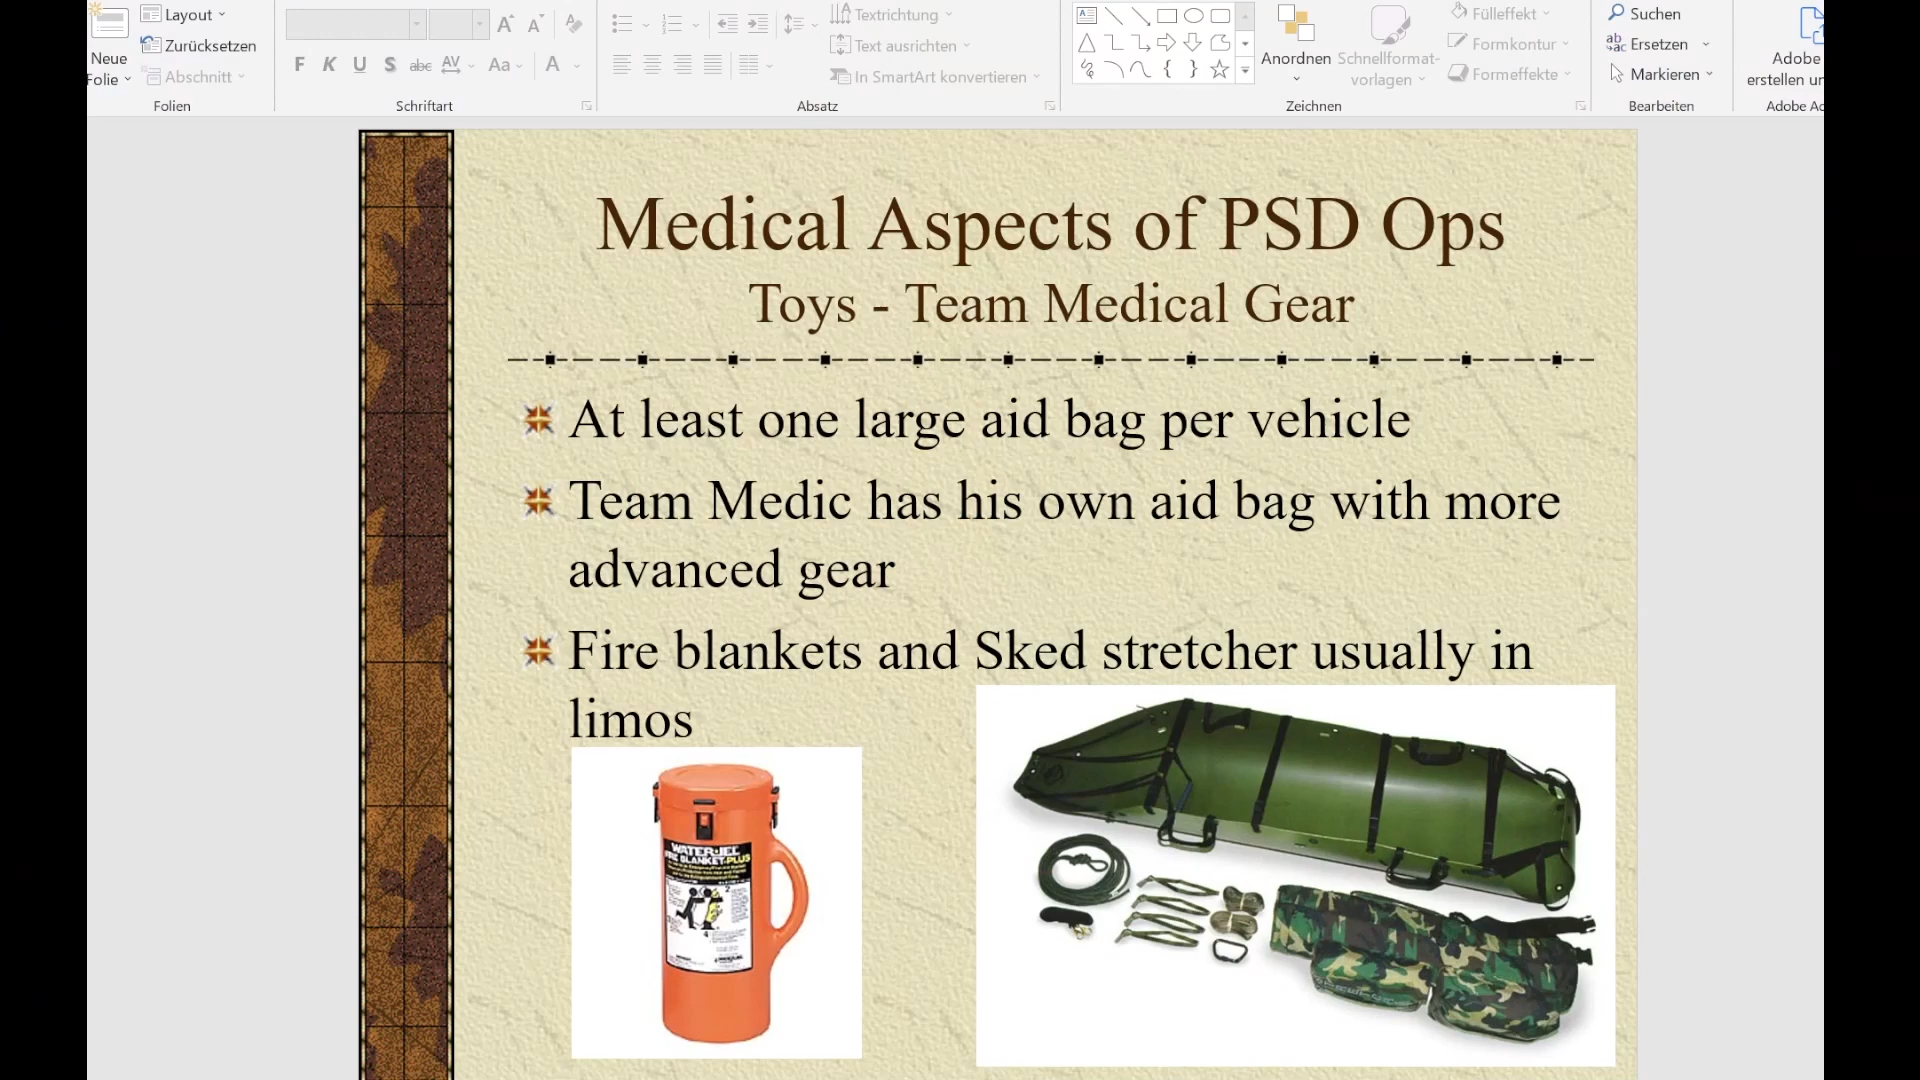 Layout
Zurücksetzen
Neue
Folie
Abschnitt
Folien
F K U S abc AV Aa A
Schriftart
Textrichtung
Text ausrichten
In SmartArt konvertieren
Absatz
Anordnen
Schnellformat-
vorlagen
Fülleffekt
Formkontur
Formeffekte
Zeichnen
Suchen
Ersetzen
Markieren
Bearbeiten
Adobe
erstellen
Adobe
Medical Aspects of PSD Ops
Toys - Team Medical Gear
At least one large aid bag per vehicle
Team Medic has his own aid bag with more
advanced gear
Fire blankets and Sked stretcher usually in
limos
WATER-JEL
FIRE BLANKET-PLUS